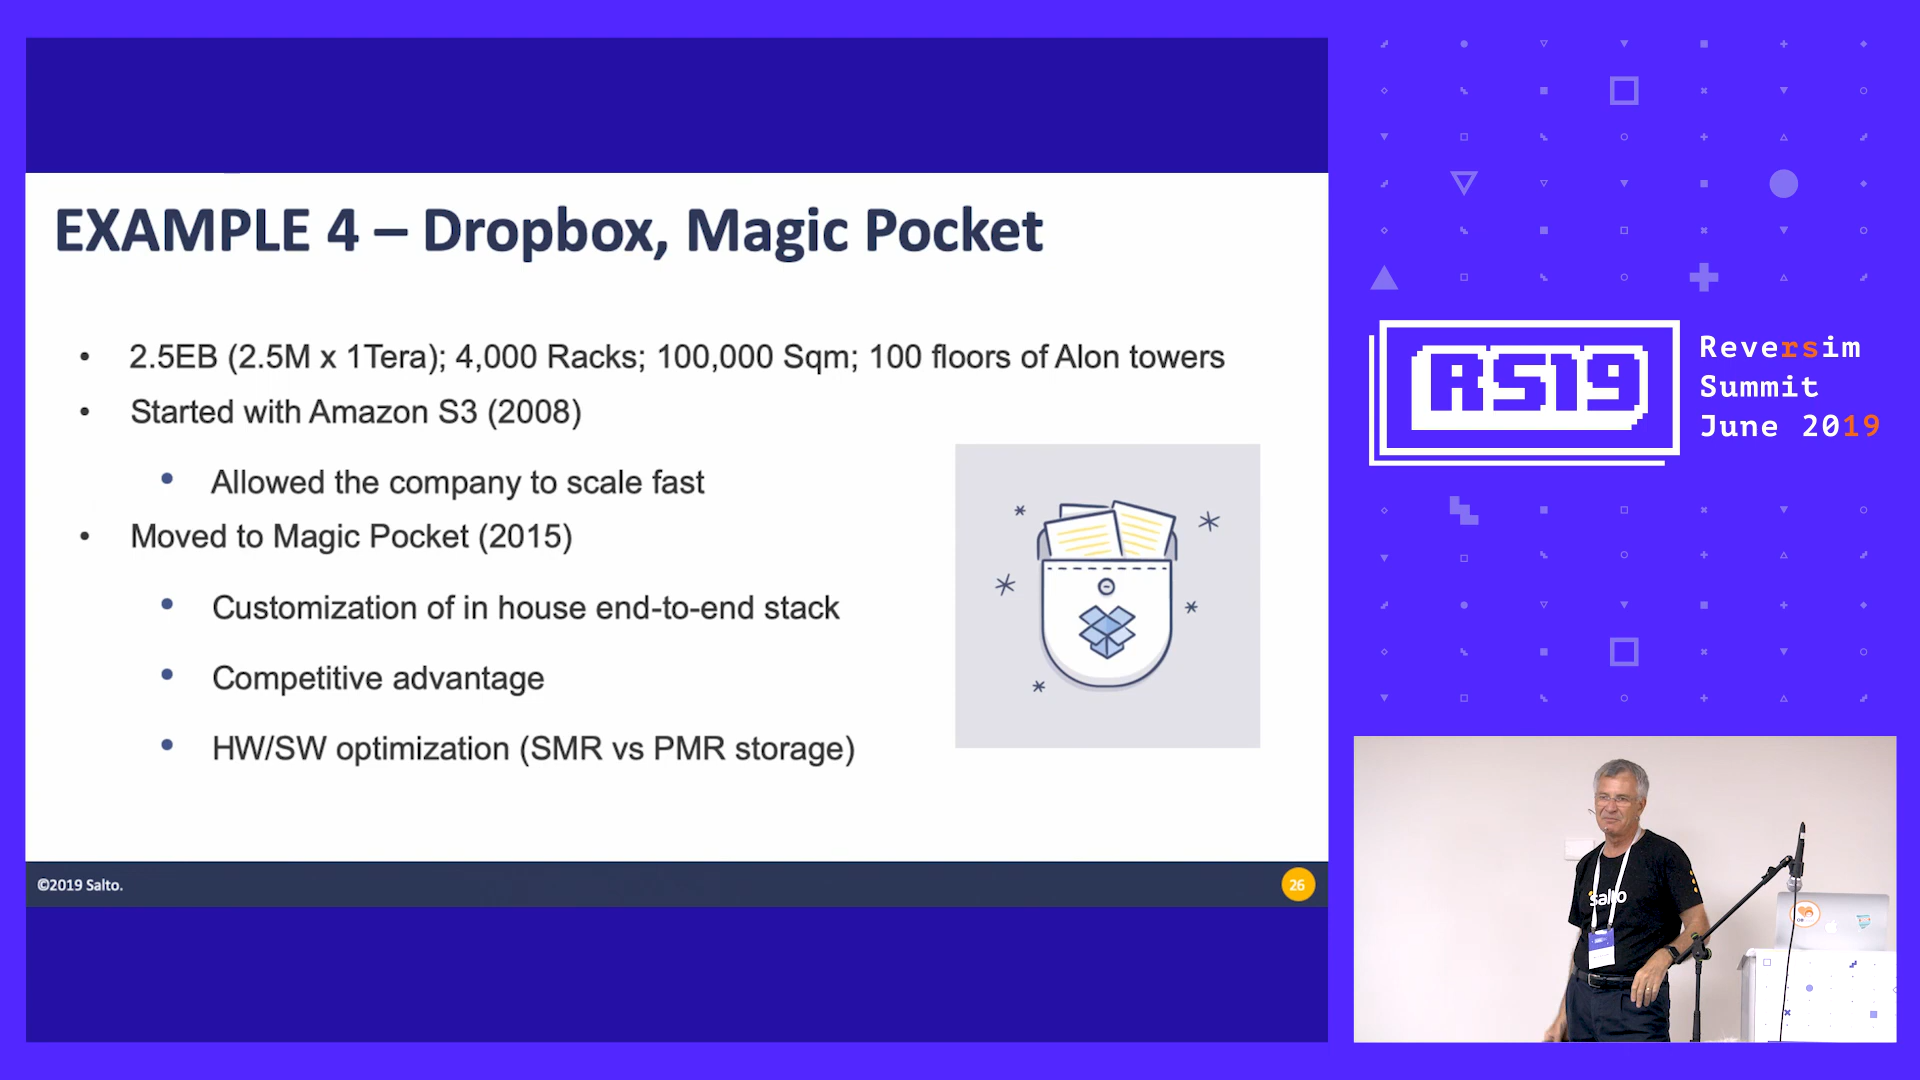 EXAMPLE 4 – Dropbox, Magic Pocket
• 2.5EB (2.5M x 1Tera); 4,000 Racks; 100,000 Sqm; 100 floors of Alon towers
• Started with Amazon S3 (2008)
• Allowed the company to scale fast
• Moved to Magic Pocket (2015)
• Customization of in house end-to-end stack
• Competitive advantage
• HW/SW optimization (SMR vs PMR storage)
©2019 Salto.
26
RS19
Reversim
Summit
June 2019
salto